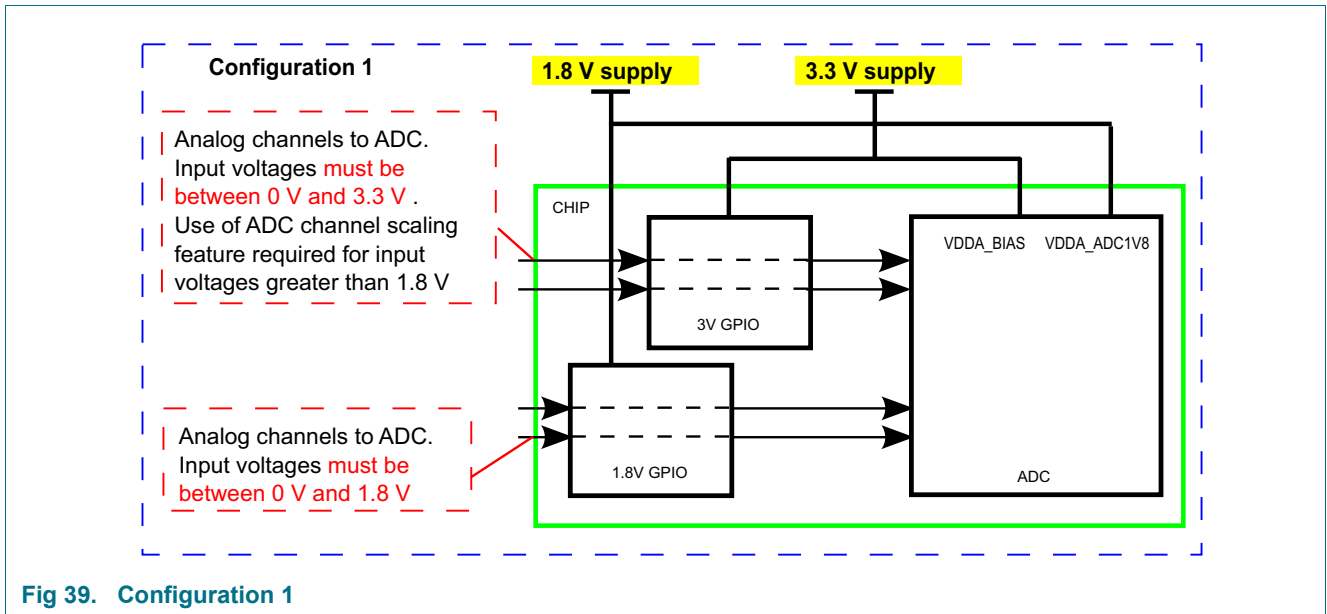 Configuration 1
1.8 V supply
3.3 V supply
Analog channels to ADC.
Input voltages must be
between 0 V and 3.3 V .
Use of ADC channel scaling
feature required for input
voltages greater than 1.8 V
CHIP
VDDA_BIAS
VDDA_ADC1V8
3V GPIO
Analog channels to ADC.
Input voltages must be
between 0 V and 1.8 V
1.8V GPIO
ADC
Fig 39. Configuration 1